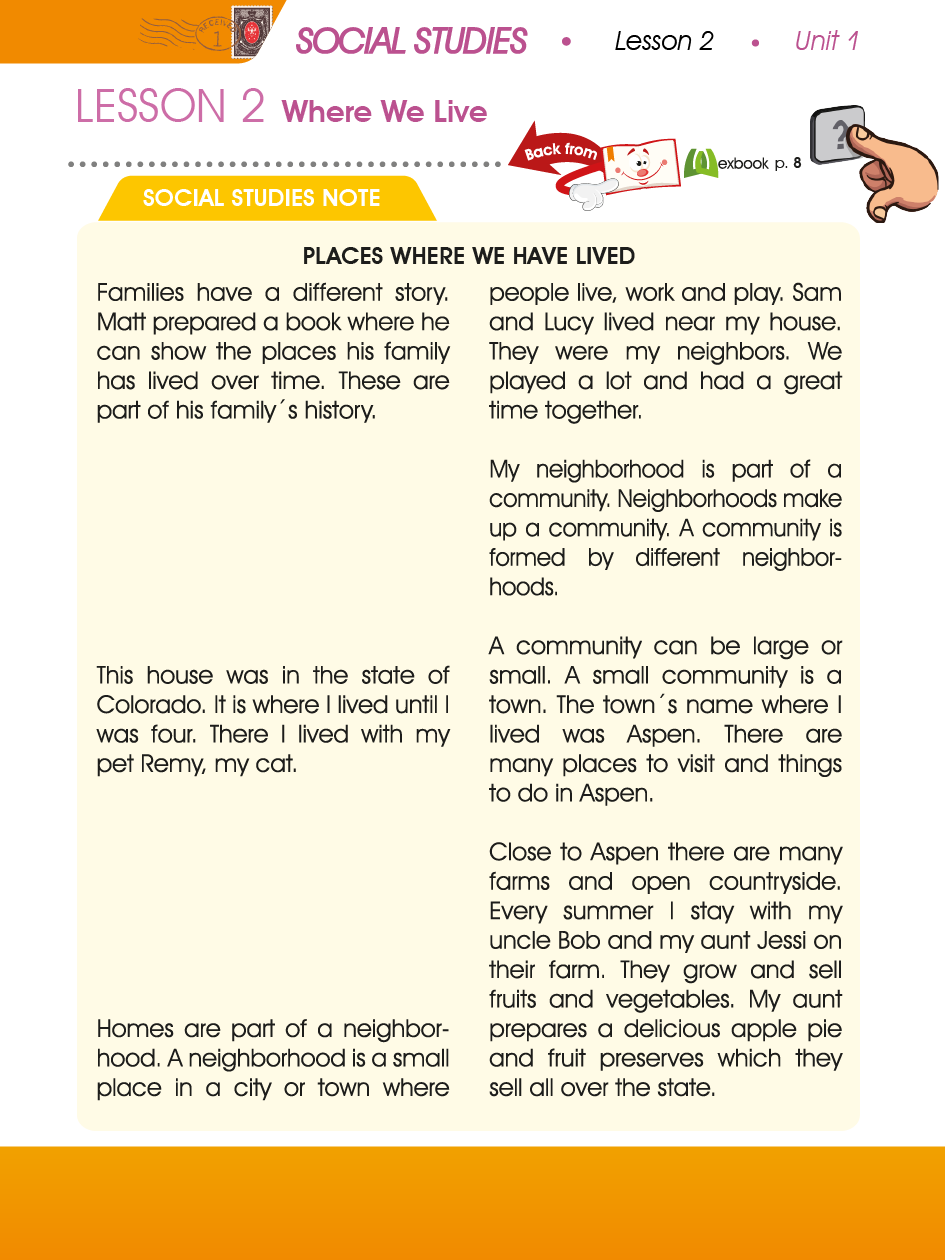 RECEIVED
1
SOCIAL STUDIES • Lesson 2 • Unit 1
LESSON 2 Where We Live
Back from
exbook p. 8
?
SOCIAL STUDIES NOTE
PLACES WHERE WE HAVE LIVED
Families have a different story.
Matt prepared a book where he
can show the places his family
has lived over time. These are
part of his family´s history.
This house was in the state of
Colorado. It is where I lived until I
was four. There I lived with my
pet Remy, my cat.
Homes are part of a neighbor-
hood. A neighborhood is a small
place in a city or town where
people live, work and play. Sam
and Lucy lived near my house.
They were my neighbors. We
played a lot and had a great
time together.
My neighborhood is part of a
community. Neighborhoods make
up a community. A community is
formed by different neighbor-
hoods.
A community can be large or
small. A small community is a
town. The town´s name where I
lived was Aspen. There are
many places to visit and things
to do in Aspen.
Close to Aspen there are many
farms and open countryside.
Every summer I stay with my
uncle Bob and my aunt Jessi on
their farm. They grow and sell
fruits and vegetables. My aunt
prepares a delicious apple pie
and fruit preserves which they
sell all over the state.